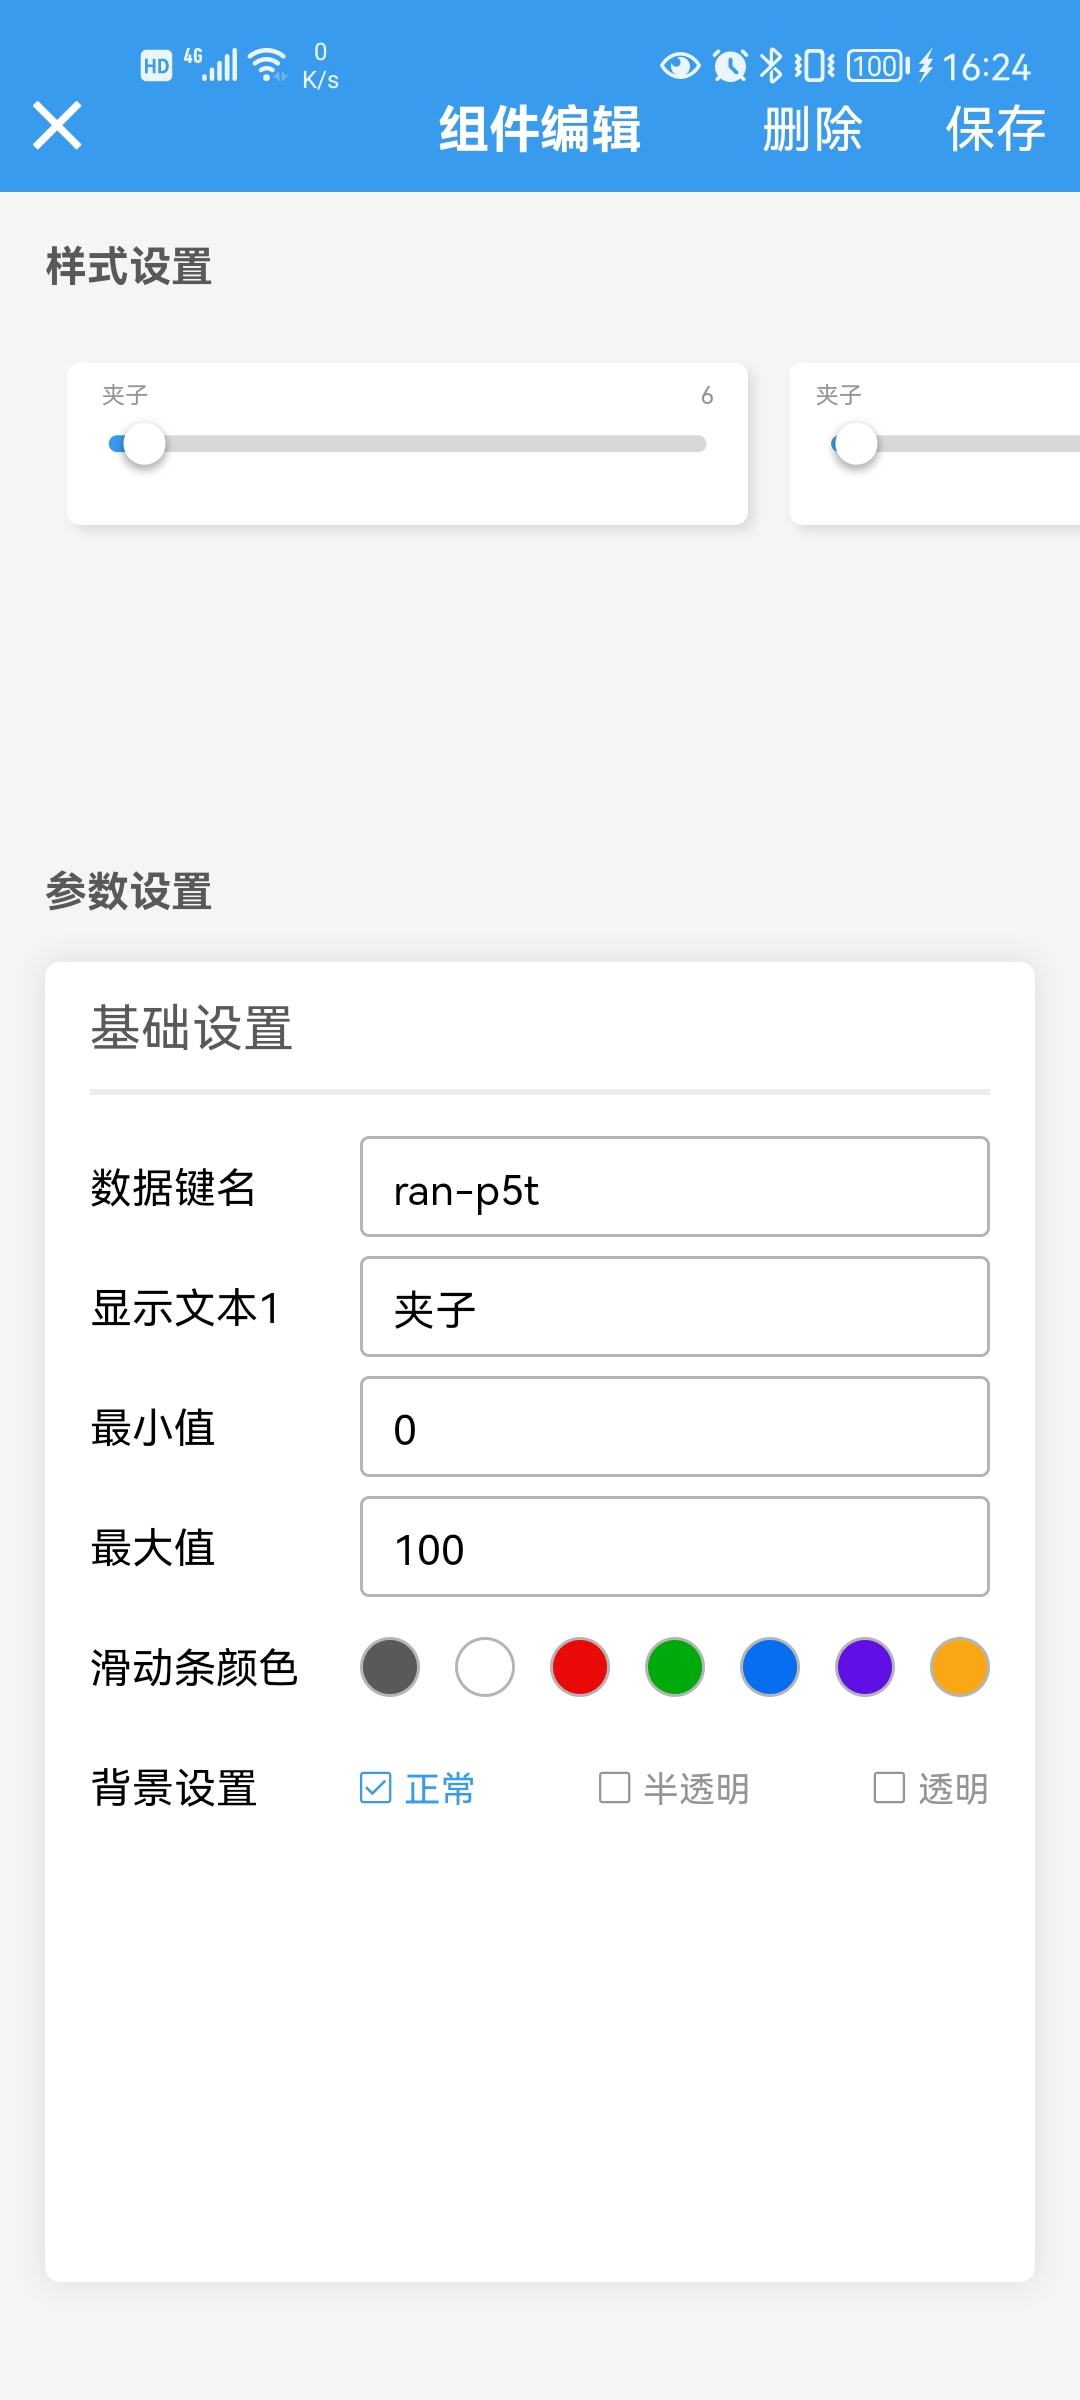 HD 4G 0 K/s 100 16:24
组件编辑 删除 保存
样式设置
夹子 6 夹子
参数设置
基础设置
数据键名 ran-p5t
显示文本1 夹子
最小值 0
最大值 100
滑动条颜色
背景设置 正常 半透明 透明